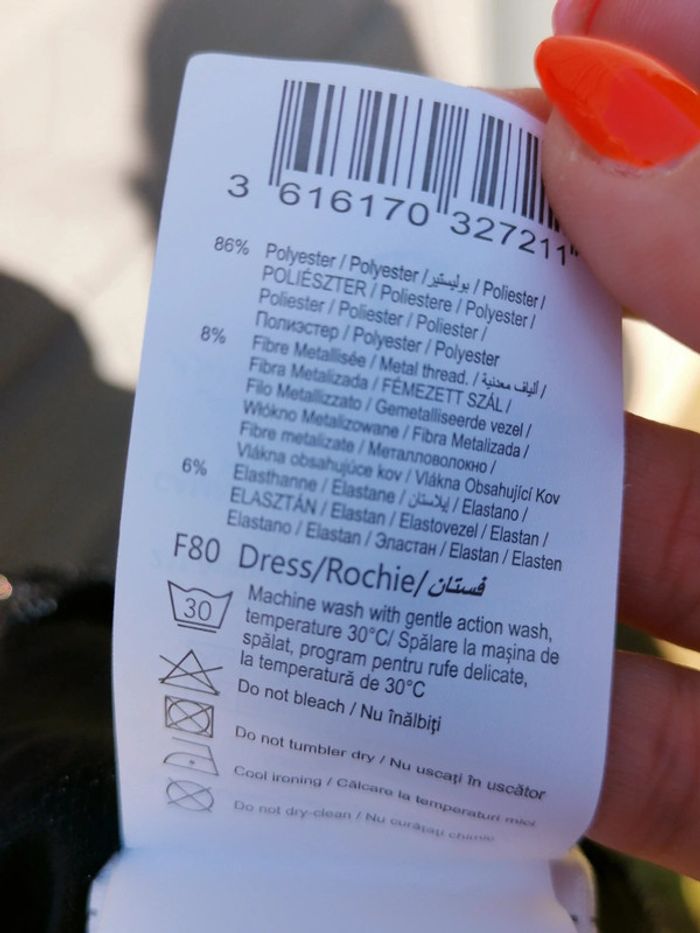 3 616170 327211
86% Polyester / Polyester / بوليستير / Poliester /
POLIÉSZTER / Poliestere / Polyester /
Poliester / Poliester / Poliester /
Полиэстер / Polyester / Polyester
8% Fibre Metallisée / Metal thread. / ألياف معدنية /
Fibra Metalizada / FÉMEZETT SZÁL /
Filo Metallizzato / Gemetalliseerde vezel /
Włókno Metalizowane / Fibra Metalizada /
Fibre metalizate / Металловолокно /
Vlákna obsahujúce kov / Vlákna Obsahující Kov
6% Elasthanne / Elastane / إيلاستان / Elastano /
ELASZTÁN / Elastan / Elastovezel / Elastan /
Elastano / Elastan / Эластан / Elastan / Elasten
F80 Dress/Rochie/فستان
30 Machine wash with gentle action wash,
temperature 30°C/ Spălare la mașina de
spălat, program pentru rufe delicate,
la temperatură de 30°C
Do not bleach / Nu înălbiți
Do not tumbler dry / Nu uscați în uscător
Cool ironing / Călcare la temperaturi mici
Do not dry-clean / Nu curățați chimic